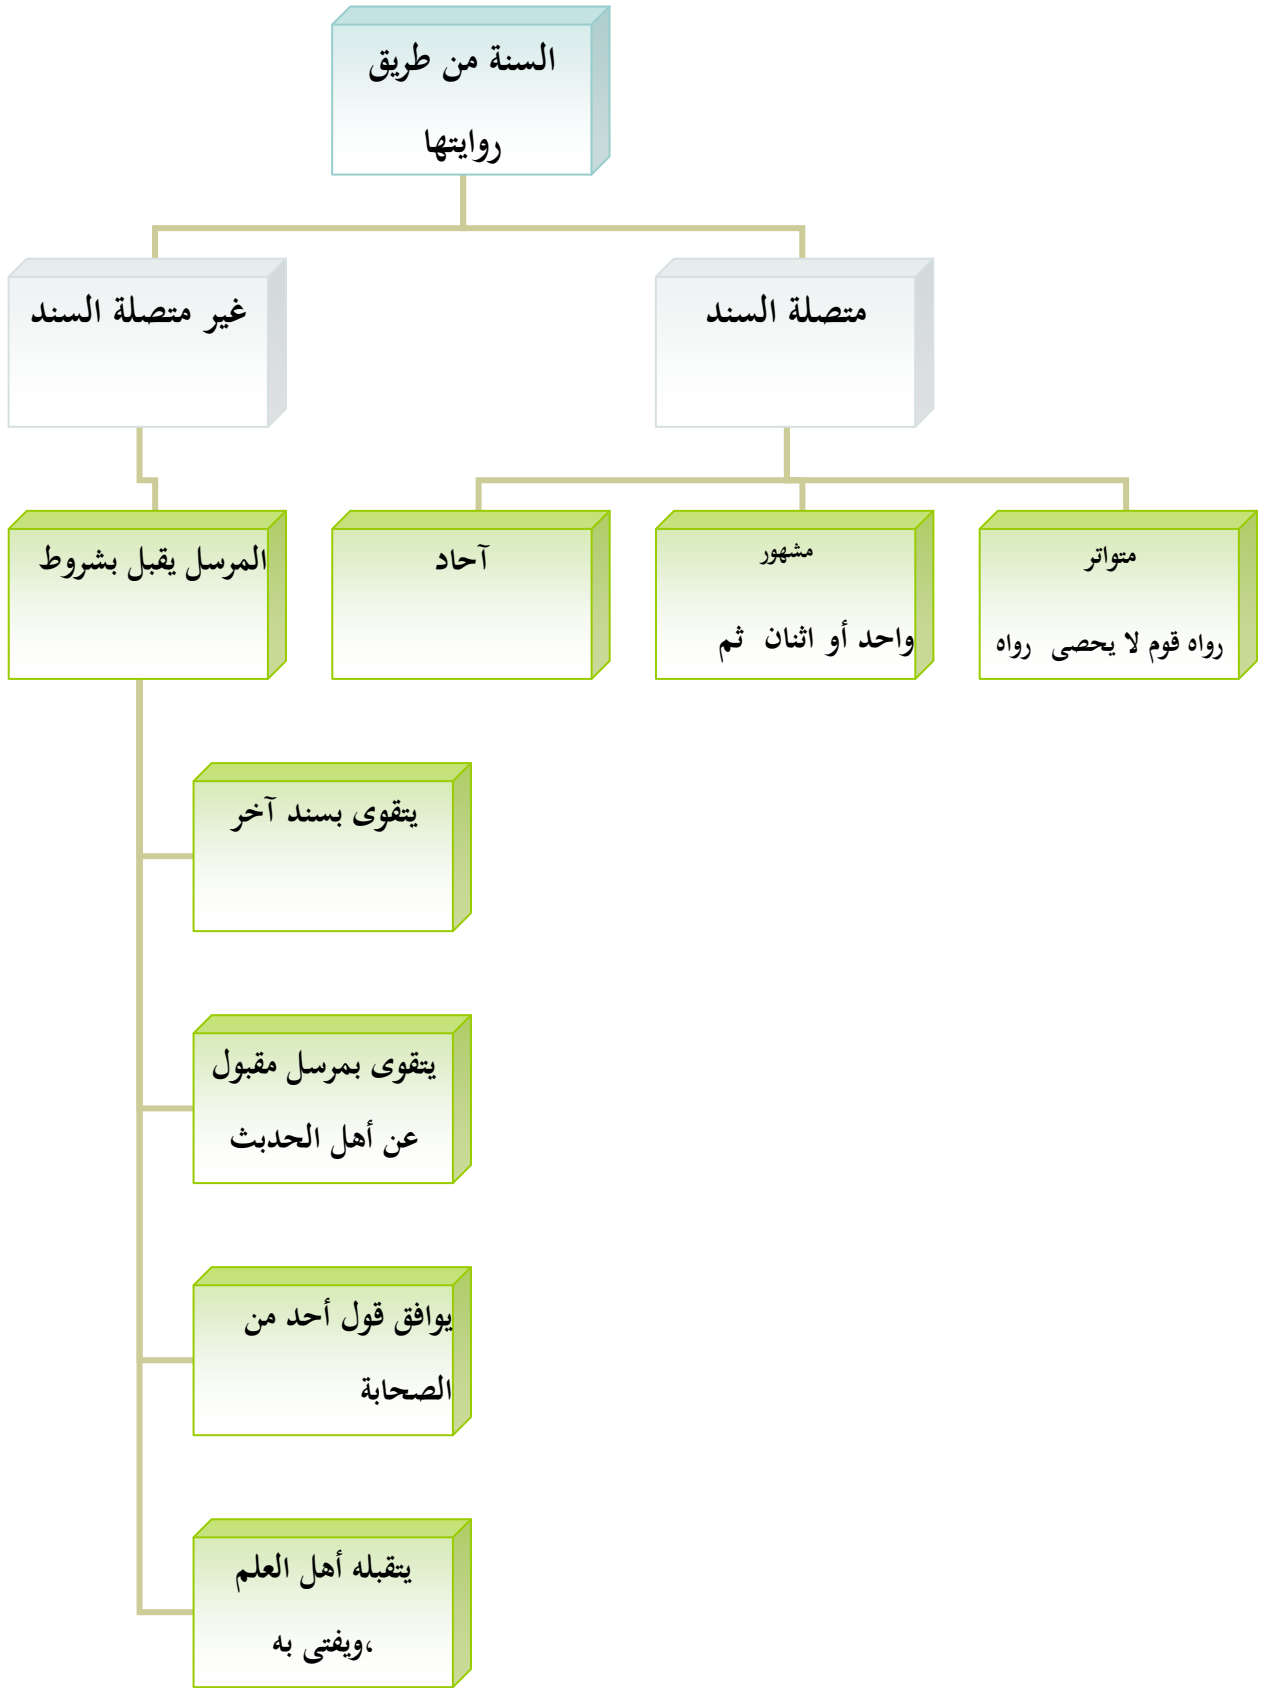 السنة من طريق
روايتها
متصلة السند
غير متصلة السند
متواتر
رواه قوم لا يحصى رواه
مشهور
واحد أو اثنان ثم
آحاد
المرسل يقبل بشروط
يتقوى بسند آخر
يتقوى بمرسل مقبول
عن أهل الحدبث
يوافق قول أحد من
الصحابة
يتقبله أهل العلم
،ويفتى به